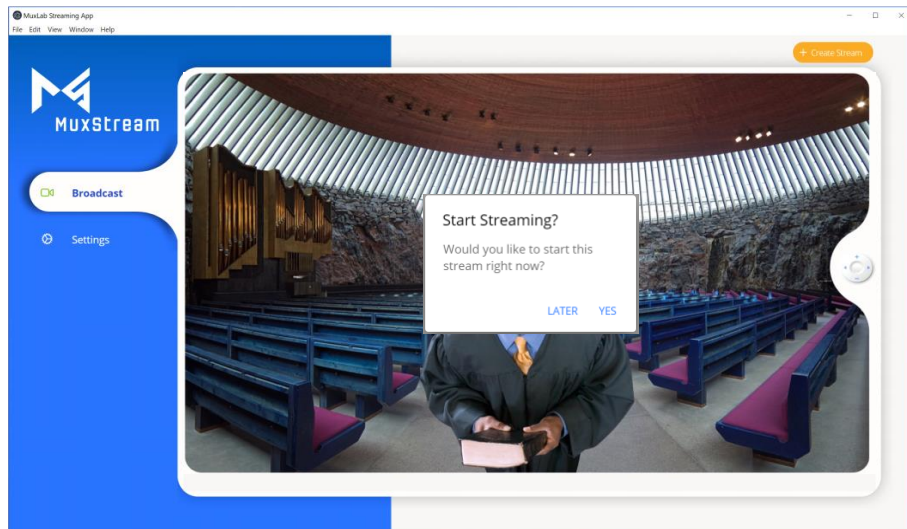 MuxLab Streaming App
File Edit View Window Help
+ Create Stream
MuxStream
Broadcast
Settings
Start Streaming?
Would you like to start this
stream right now?
LATER YES